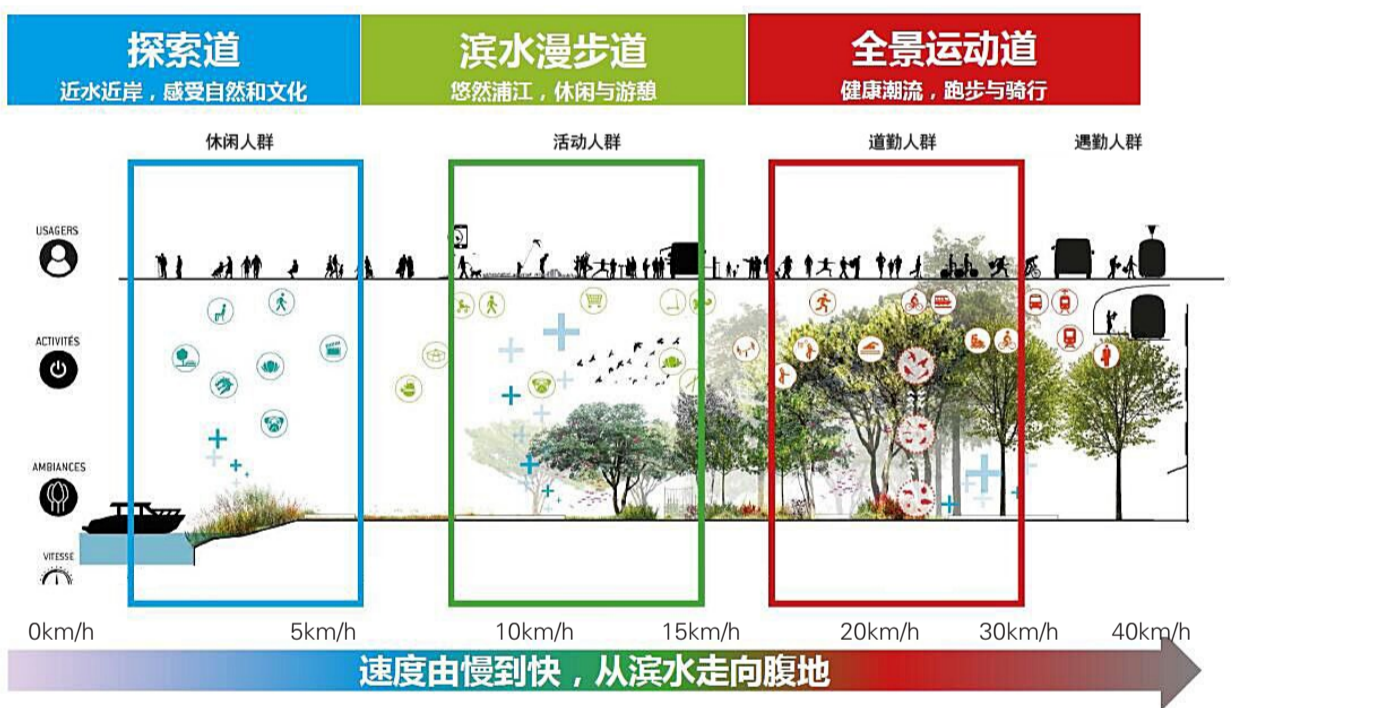 探索道
近水近岸，感受自然和文化
滨水漫步道
悠然浦江，休闲与游憩
全景运动道
健康潮流，跑步与骑行
休闲人群
活动人群
道勤人群
遇勤人群
USAGERS
ACTIVITÉS
AMBIANCES
VITESSE
0km/h
5km/h
10km/h
15km/h
20km/h
30km/h
40km/h
速度由慢到快，从滨水走向腹地